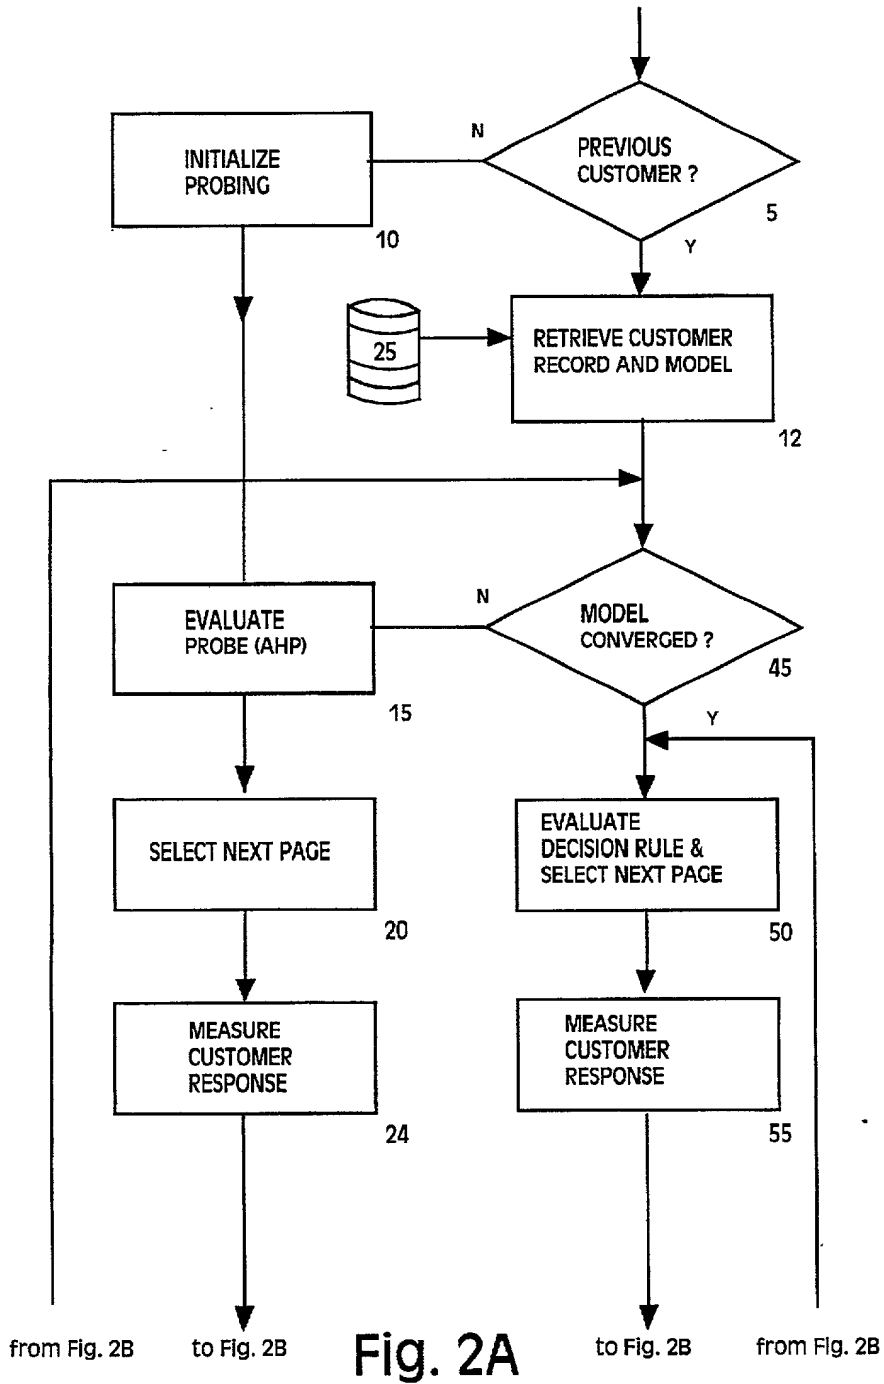 N
PREVIOUS
CUSTOMER ?
5
INITIALIZE
PROBING
10
Y
25
RETRIEVE CUSTOMER
RECORD AND MODEL
12
N
MODEL
CONVERGED ?
45
EVALUATE
PROBE (AHP)
15
Y
SELECT NEXT PAGE
20
EVALUATE
DECISION RULE &
SELECT NEXT PAGE
50
MEASURE
CUSTOMER
RESPONSE
24
MEASURE
CUSTOMER
RESPONSE
55
from Fig. 2B
to Fig. 2B
Fig. 2A
to Fig. 2B
from Fig. 2B